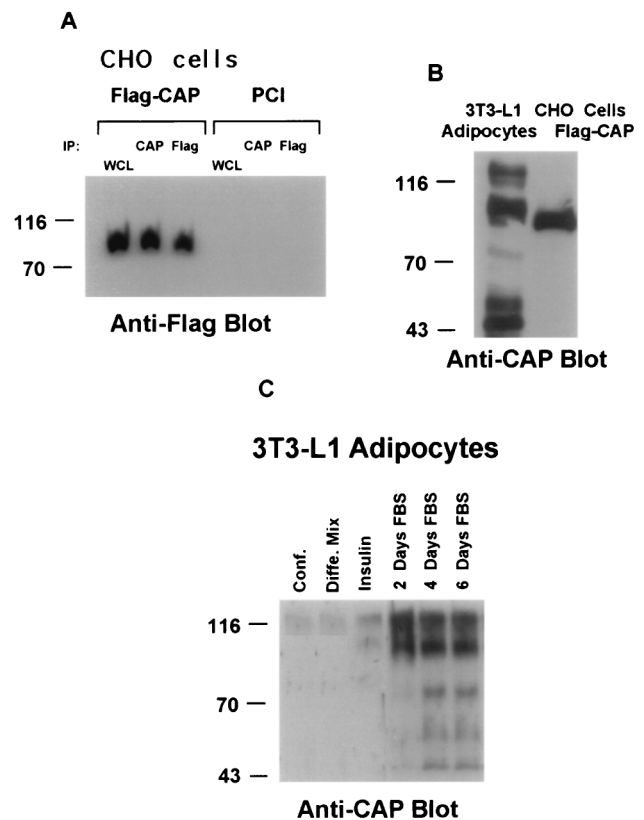 A
CHO cells
Flag-CAP PCI
IP: CAP Flag CAP Flag
WCL WCL
116
70
Anti-Flag Blot
B
3T3-L1 CHO Cells
Adipocytes Flag-CAP
116
70
43
Anti-CAP Blot
C
3T3-L1 Adipocytes
Conf.
Diffe. Mix
Insulin
2 Days FBS
4 Days FBS
6 Days FBS
116
70
43
Anti-CAP Blot